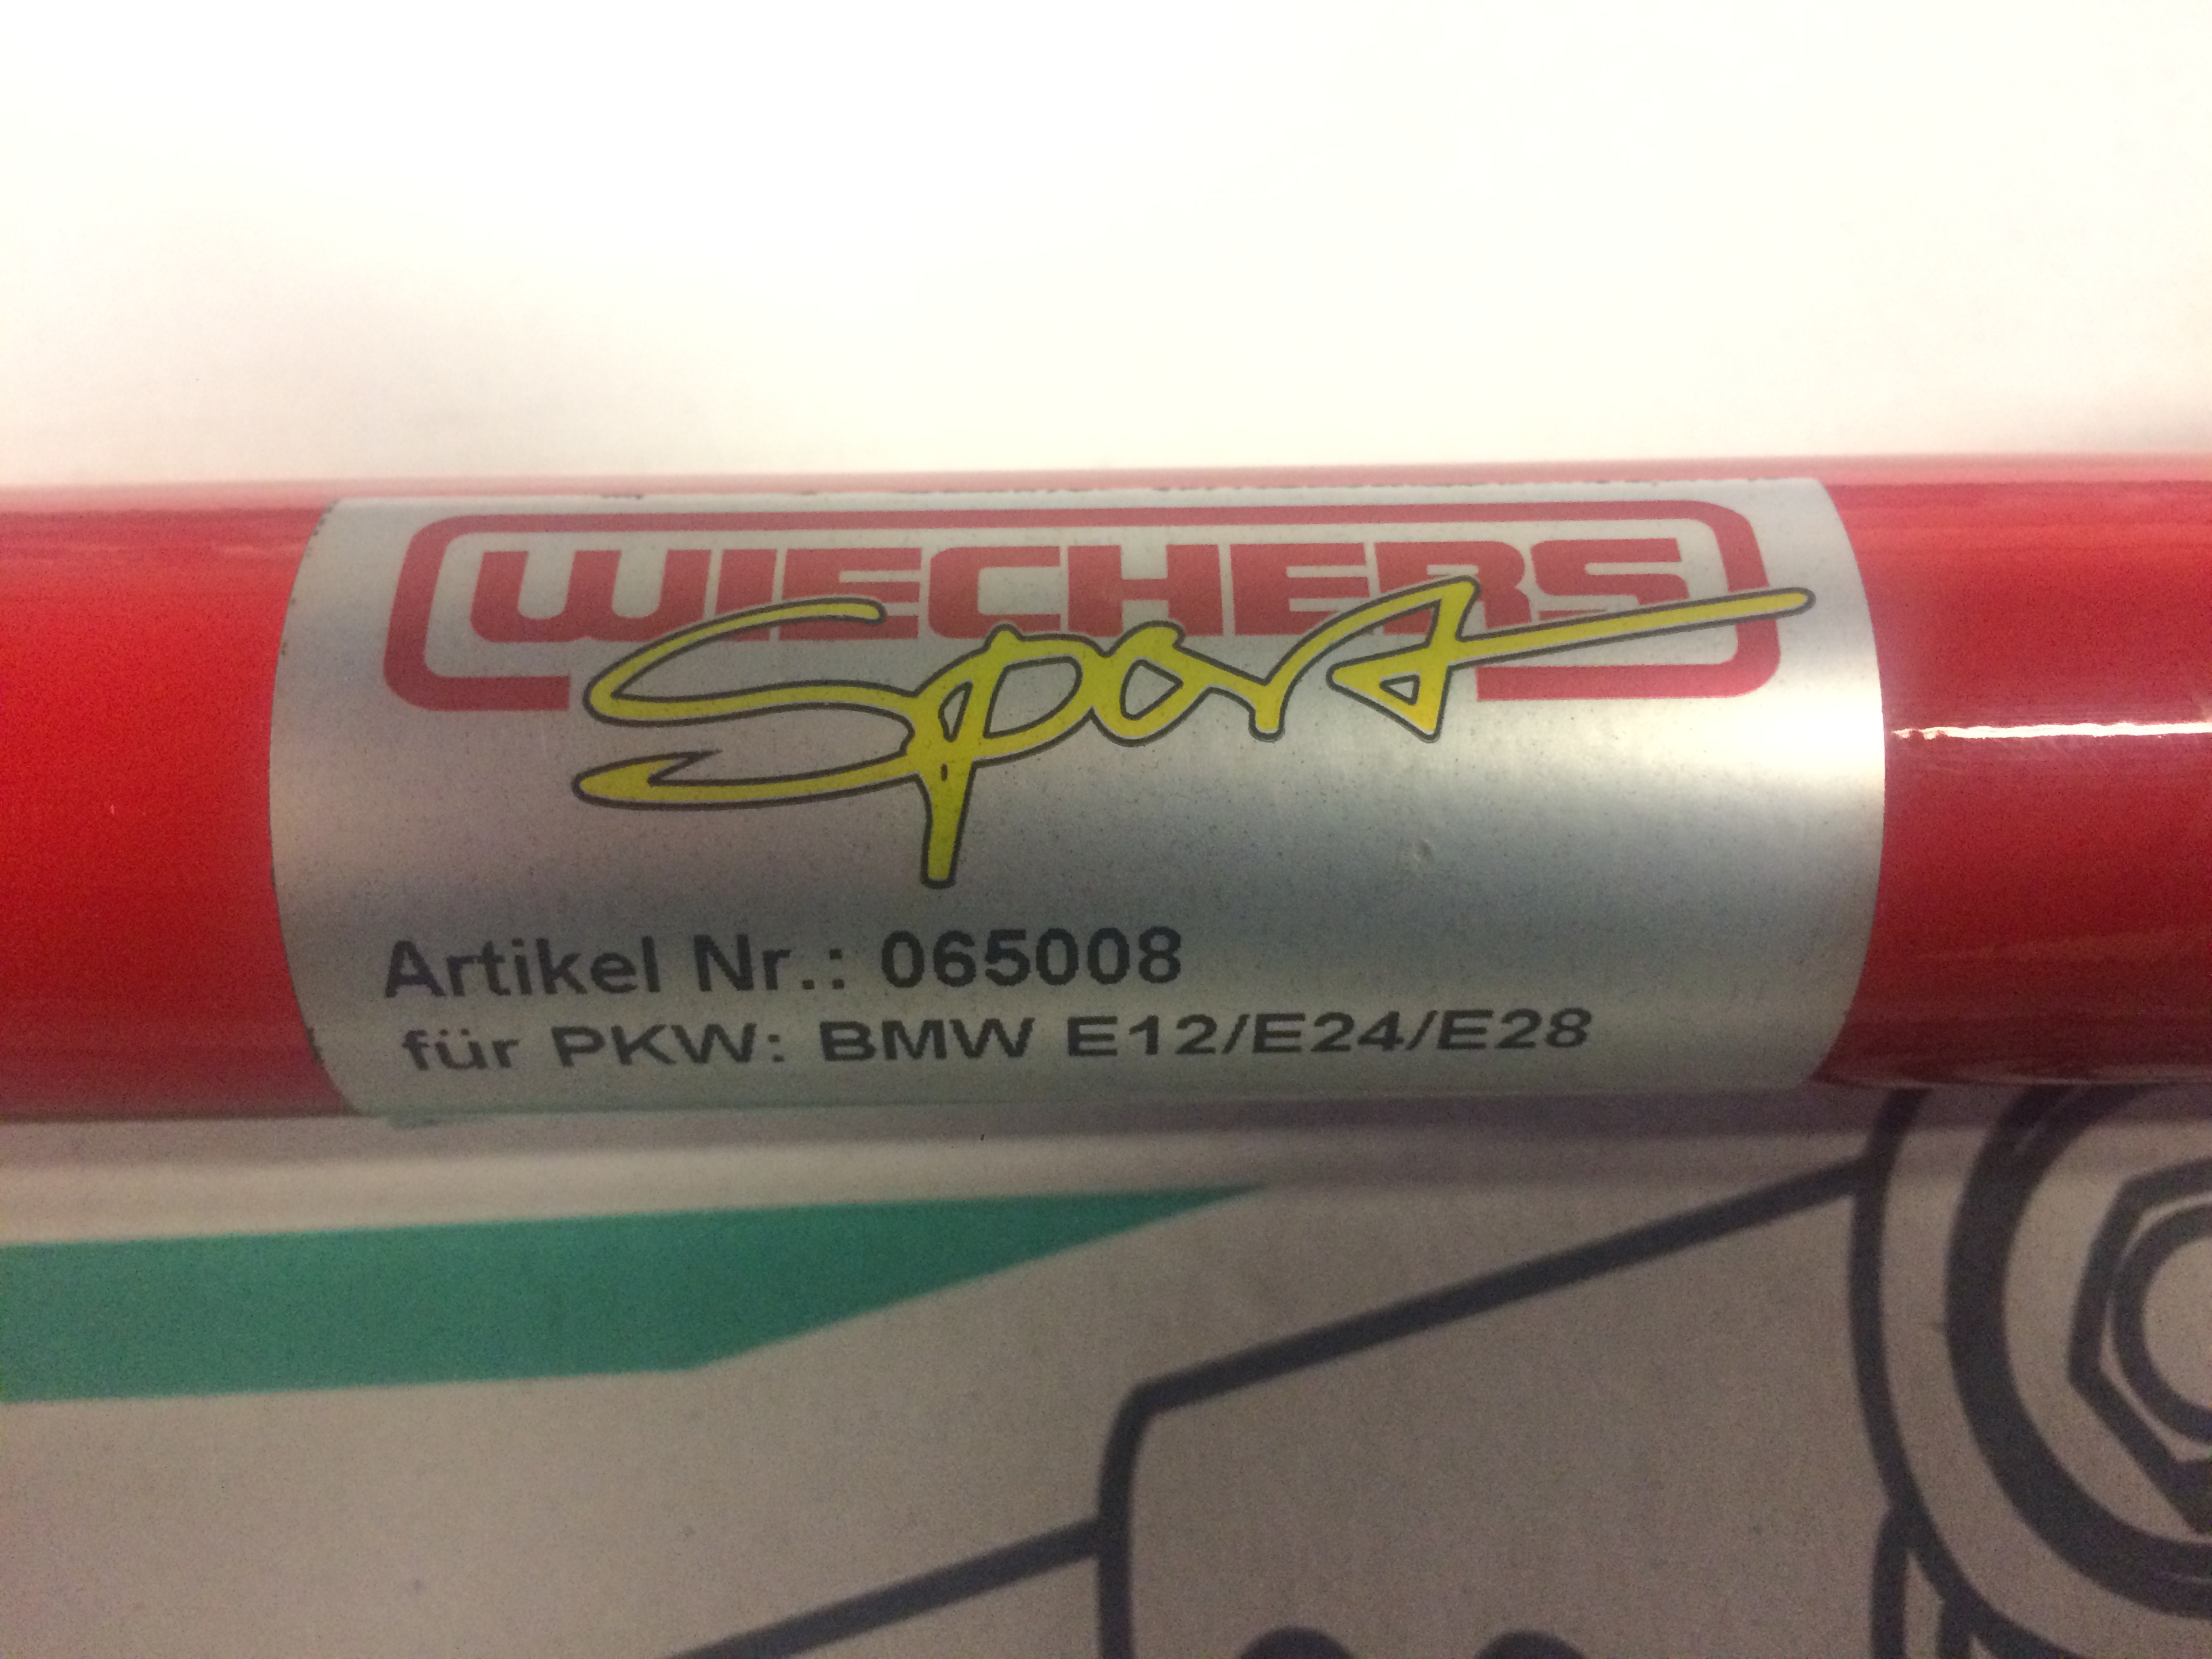 WIECHERS
Sport
Artikel Nr.: 065008
für PKW: BMW E12/E24/E28